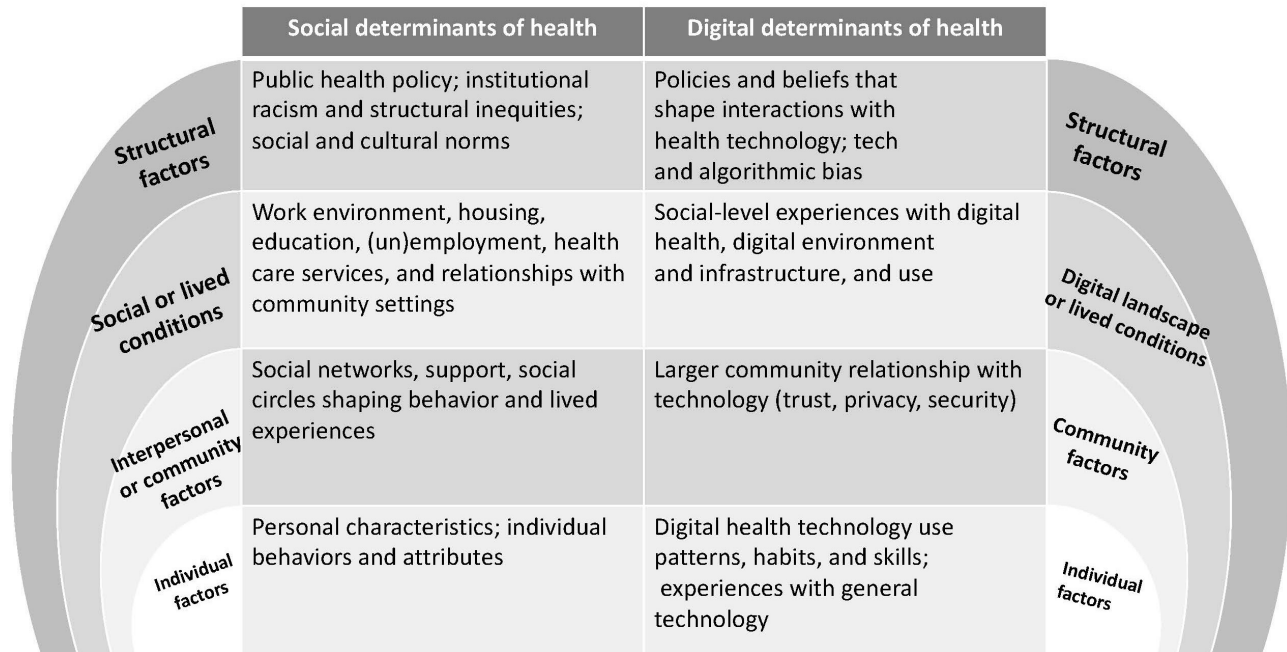 Social determinants of health
Digital determinants of health
Structural
factors
Public health policy; institutional
racism and structural inequities;
social and cultural norms
Policies and beliefs that
shape interactions with
health technology; tech
and algorithmic bias
Structural
factors
Social or lived
conditions
Work environment, housing,
education, (un)employment, health
care services, and relationships with
community settings
Social-level experiences with digital
health, digital environment
and infrastructure, and use
Digital landscape
or lived conditions
Interpersonal
or community
factors
Social networks, support, social
circles shaping behavior and lived
experiences
Larger community relationship with
technology (trust, privacy, security)
Community
factors
Individual
factors
Personal characteristics; individual
behaviors and attributes
Digital health technology use
patterns, habits, and skills;
experiences with general
technology
Individual
factors